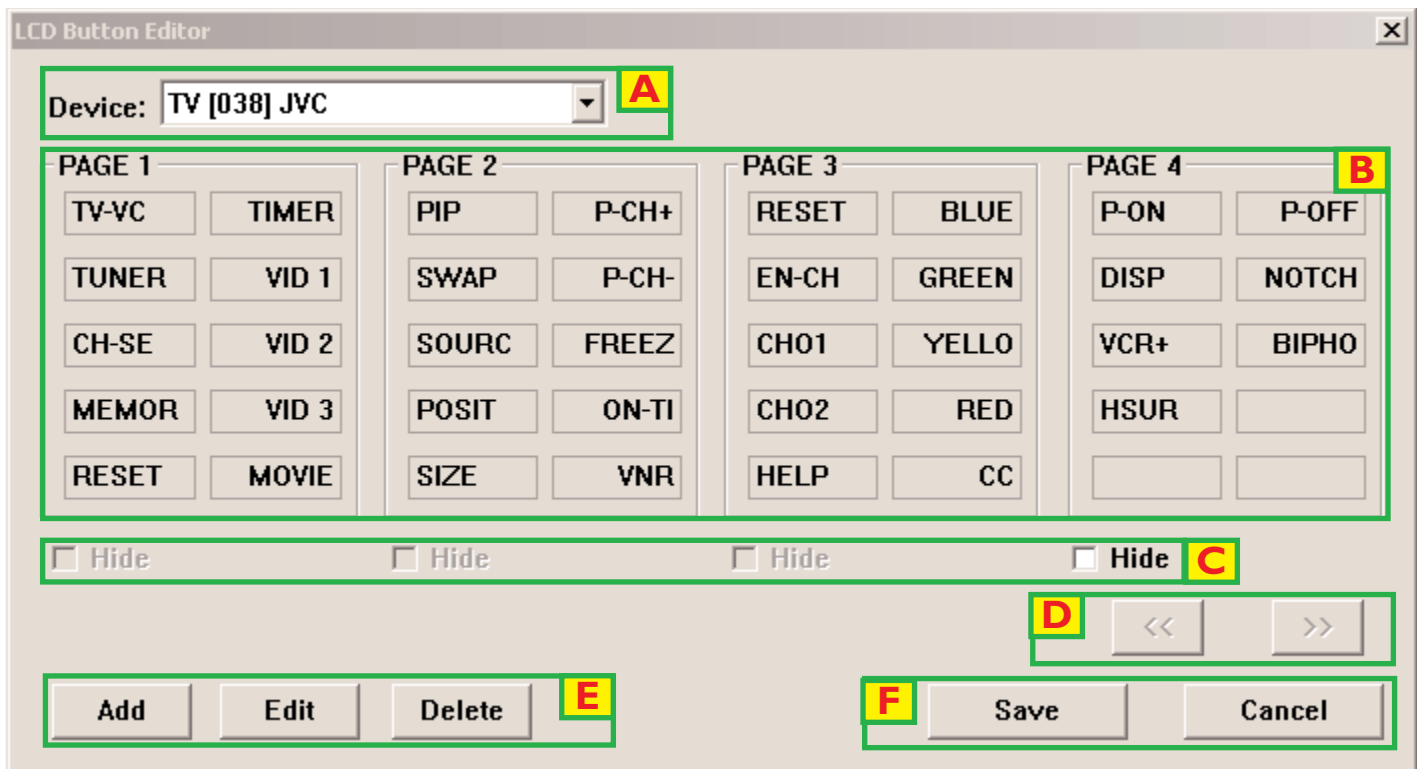 LCD Button Editor
Device: TV [038] JVC A
PAGE 1 PAGE 2 PAGE 3 PAGE 4 B
TV-VC TIMER PIP P-CH+ RESET BLUE P-ON P-OFF
TUNER VID 1 SWAP P-CH- EN-CH GREEN DISP NOTCH
CH-SE VID 2 SOURC FREEZ CHO1 YELLO VCR+ BIPHO
MEMOR VID 3 POSIT ON-TI CHO2 RED HSUR
RESET MOVIE SIZE VNR HELP CC
Hide Hide Hide Hide C
D << >>
Add Edit Delete E F Save Cancel